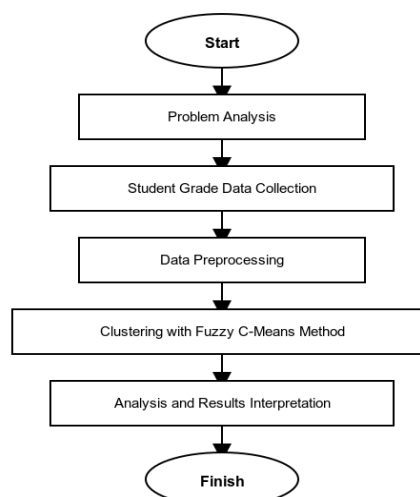 Start
Problem Analysis
Student Grade Data Collection
Data Preprocessing
Clustering with Fuzzy C-Means Method
Analysis and Results Interpretation
Finish